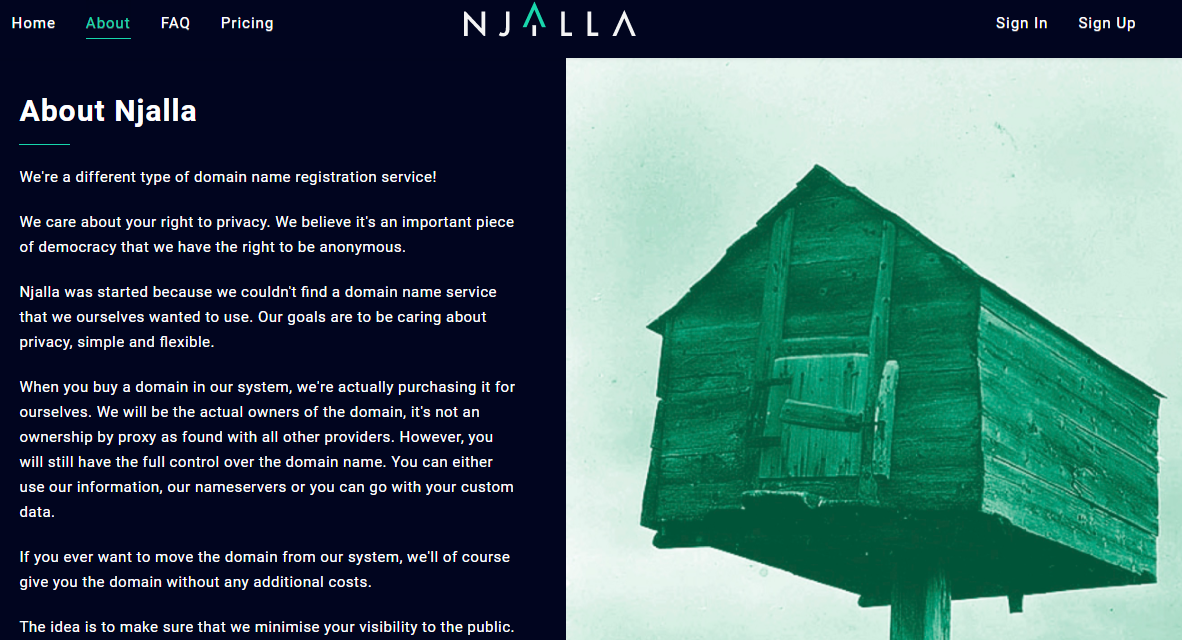 Home About FAQ Pricing NJALLA Sign In Sign Up
About Njalla
We're a different type of domain name registration service!
We care about your right to privacy. We believe it's an important piece
of democracy that we have the right to be anonymous.
Njalla was started because we couldn't find a domain name service
that we ourselves wanted to use. Our goals are to be caring about
privacy, simple and flexible.
When you buy a domain in our system, we're actually purchasing it for
ourselves. We will be the actual owners of the domain, it's not an
ownership by proxy as found with all other providers. However, you
will still have the full control over the domain name. You can either
use our information, our nameservers or you can go with your custom
data.
If you ever want to move the domain from our system, we'll of course
give you the domain without any additional costs.
The idea is to make sure that we minimise your visibility to the public.